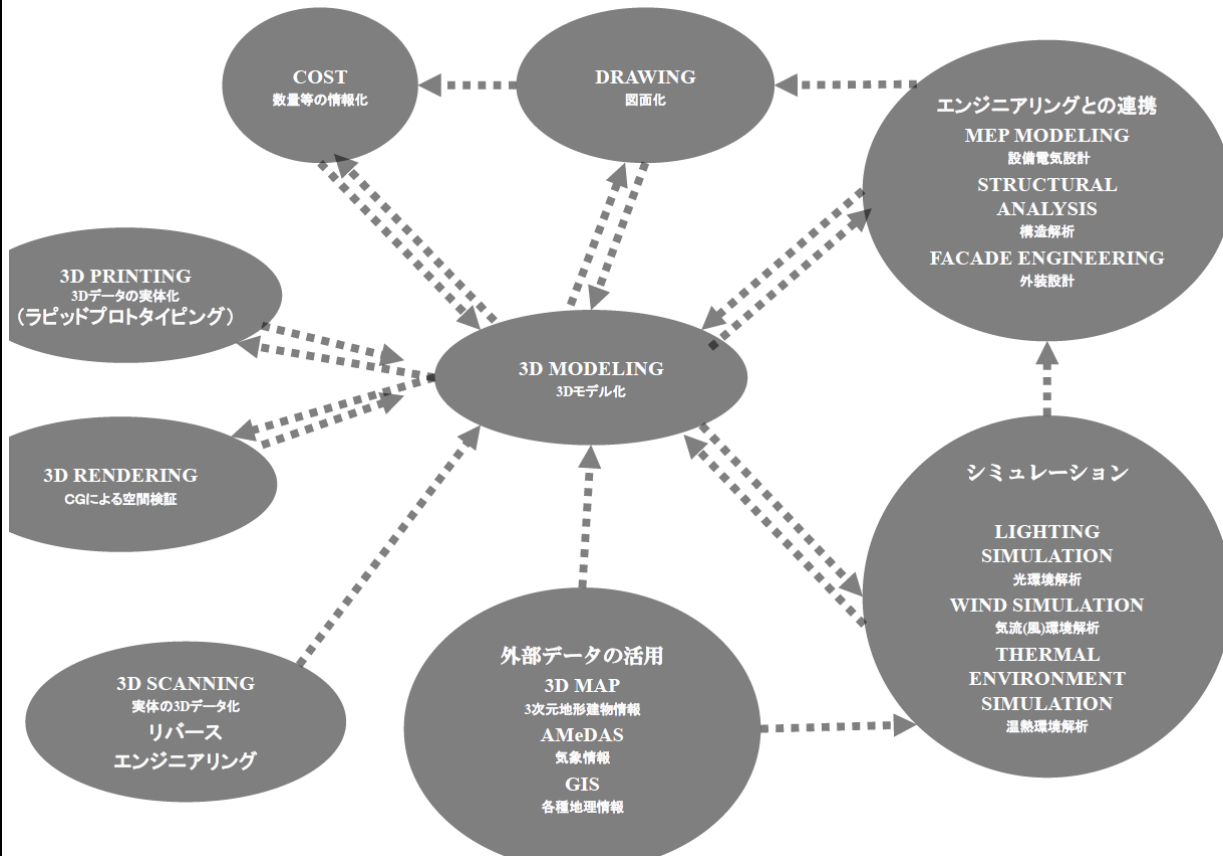 COST
数量等の情報化
DRAWING
図面化
エンジニアリングとの連携
MEP MODELING
設備電気設計
STRUCTURAL
ANALYSIS
構造解析
FACADE ENGINEERING
外装設計
3D PRINTING
3Dデータの実体化
(ラピッドプロトタイピング)
3D MODELING
3Dモデル化
3D RENDERING
CGによる空間検証
シミュレーション
LIGHTING
SIMULATION
光環境解析
WIND SIMULATION
気流(風)環境解析
THERMAL
ENVIRONMENT
SIMULATION
温熱環境解析
3D SCANNING
実体の3Dデータ化
リバース
エンジニアリング
外部データの活用
3D MAP
3次元地形建物情報
AMeDAS
気象情報
GIS
各種地理情報